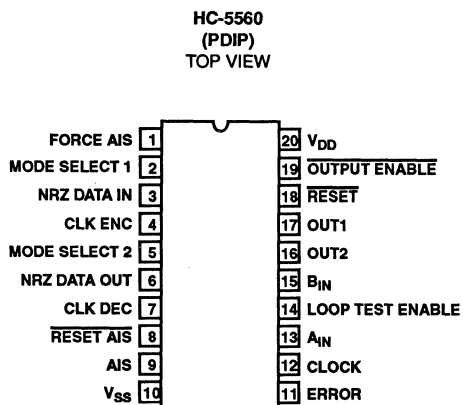 HC-5560
(PDIP)
TOP VIEW
FORCE AIS 1
MODE SELECT 1 2
NRZ DATA IN 3
CLK ENC 4
MODE SELECT 2 5
NRZ DATA OUT 6
CLK DEC 7
RESET AIS 8
AIS 9
VSS 10
20 VDD
19 OUTPUT ENABLE
18 RESET
17 OUT1
16 OUT2
15 BIN
14 LOOP TEST ENABLE
13 AIN
12 CLOCK
11 ERROR